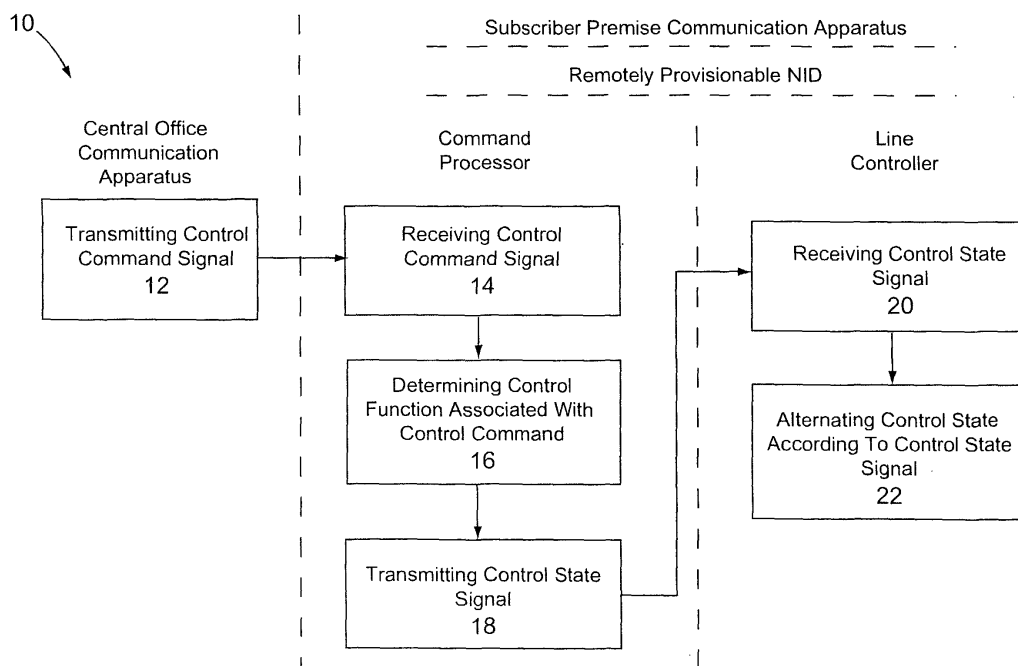 10
Subscriber Premise Communication Apparatus
Remotely Provisionable NID
Central Office
Communication
Apparatus
Command
Processor
Line
Controller
Transmitting Control
Command Signal
12
Receiving Control
Command Signal
14
Determining Control
Function Associated With
Control Command
16
Transmitting Control State
Signal
18
Receiving Control State
Signal
20
Alternating Control State
According To Control State
Signal
22